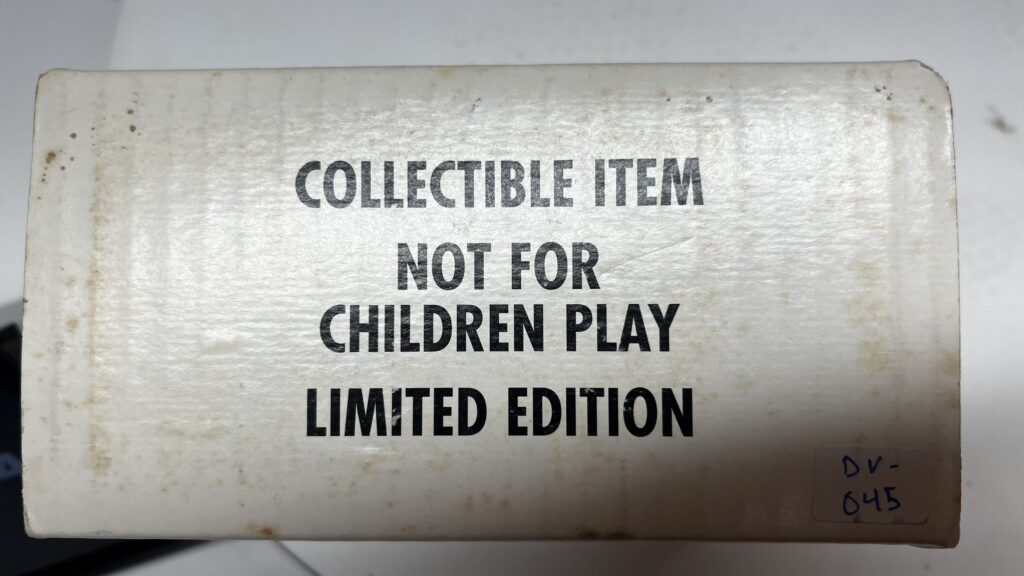 COLLECTIBLE ITEM
NOT FOR
CHILDREN PLAY
LIMITED EDITION
DV-
045